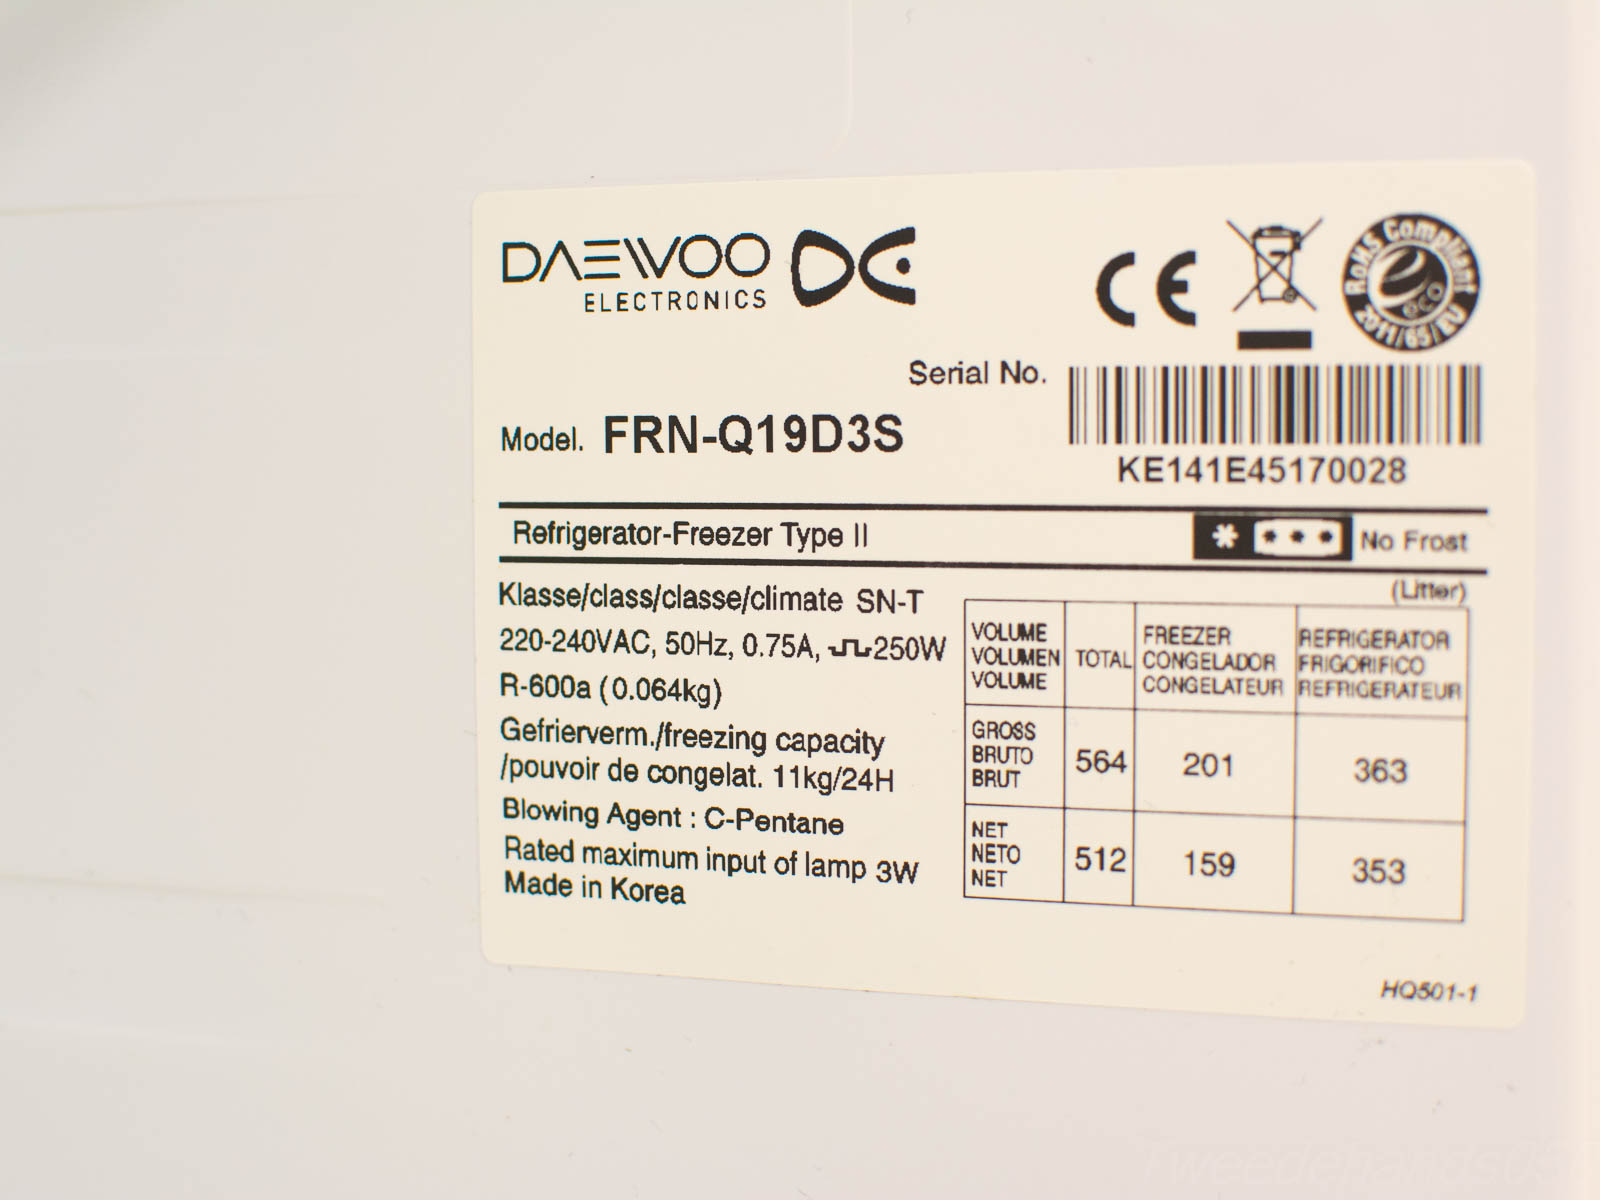 DAEWOO
ELECTRONICS
CE
RoHS Compliant
eco
2011/65/EU
Serial No.
Model. FRN-Q19D3S
KE141E45170028
Refrigerator-Freezer Type II
No Frost
Klasse/class/classe/climate SN-T
220-240VAC, 50Hz, 0.75A, 250W
R-600a (0.064kg)
Gefrierverm./freezing capacity
/pouvoir de congelat. 11kg/24H
Blowing Agent : C-Pentane
Rated maximum input of lamp 3W
Made in Korea
(Litter)
VOLUME
VOLUMEN
VOLUME
TOTAL
FREEZER
CONGELADOR
CONGELATEUR
REFRIGERATOR
FRIGORIFICO
REFRIGERATEUR
GROSS
BRUTO
BRUT
564
201
363
NET
NETO
NET
512
159
353
HQ501-1